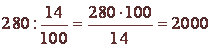 280 : 14/100 = 280·100/14 = 2000